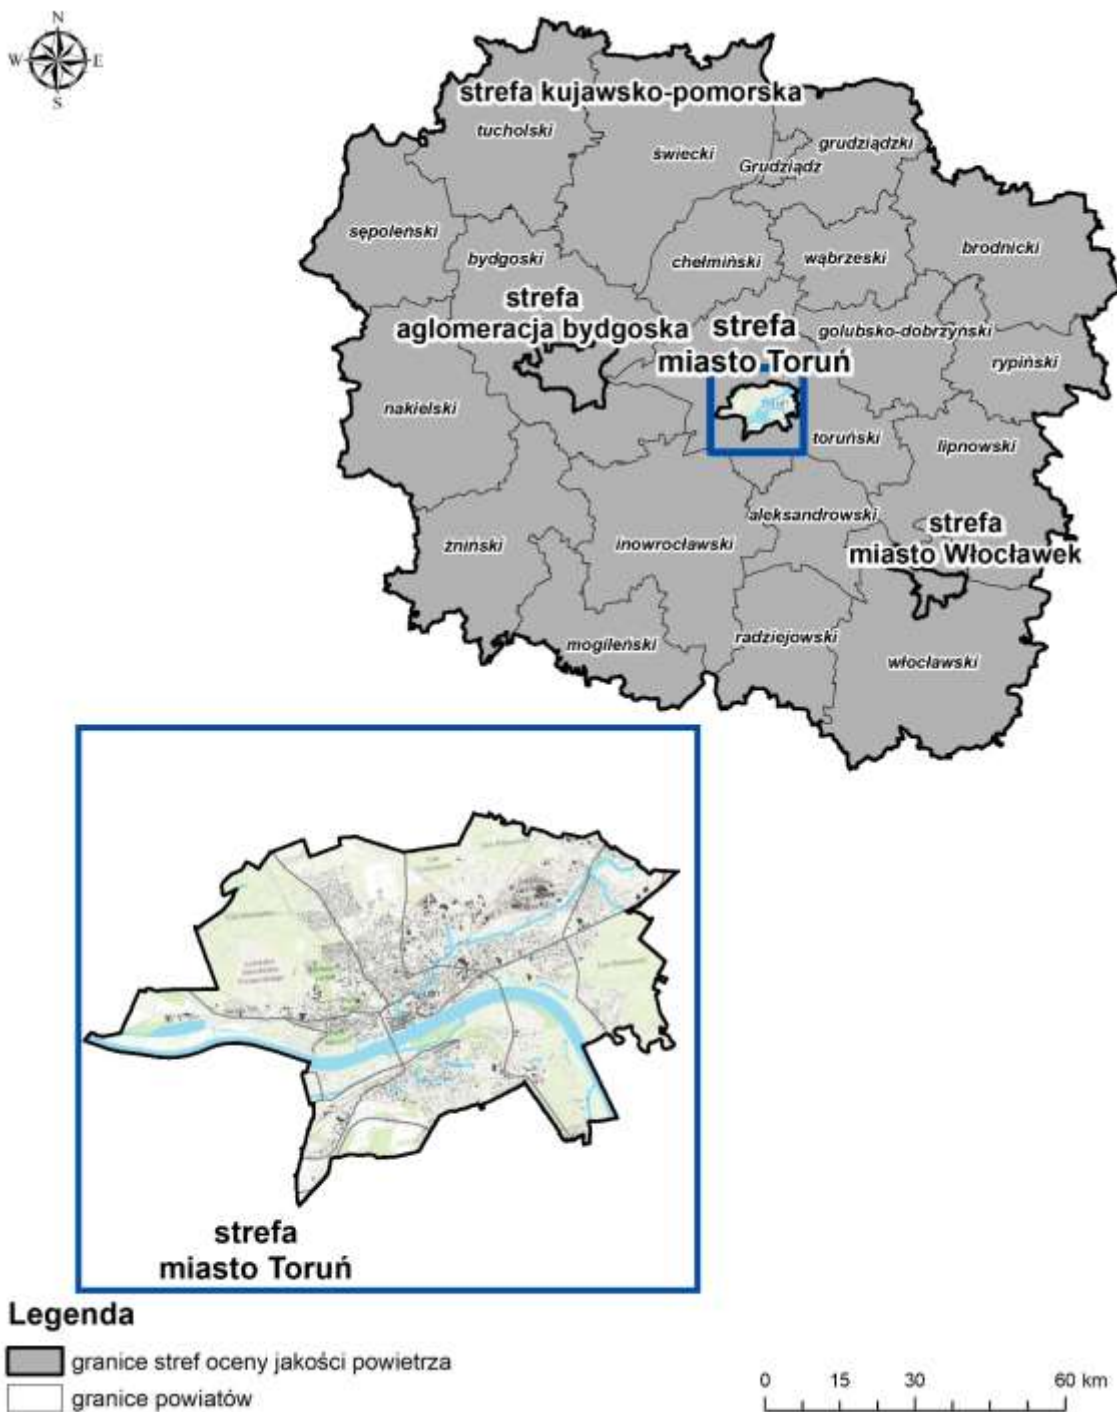 N
W E
S
strefa kujawsko-pomorska
tucholski
świecki
grudziądzki
Grudziądz
sępoleński
bydgoski
chełmiński
wąbrzeski
brodnicki
strefa
aglomeracja bydgoska
strefa
miasto Toruń
golubsko-dobrzyński
rypiński
nakielski
toruński
lipnowski
aleksandrowski
strefa
miasto Włocławek
żniński
inowrocławski
mogileński
radziejowski
włocławski
strefa
miasto Toruń
Legenda
granice stref oceny jakości powietrza
granice powiatów
0 15 30 60 km